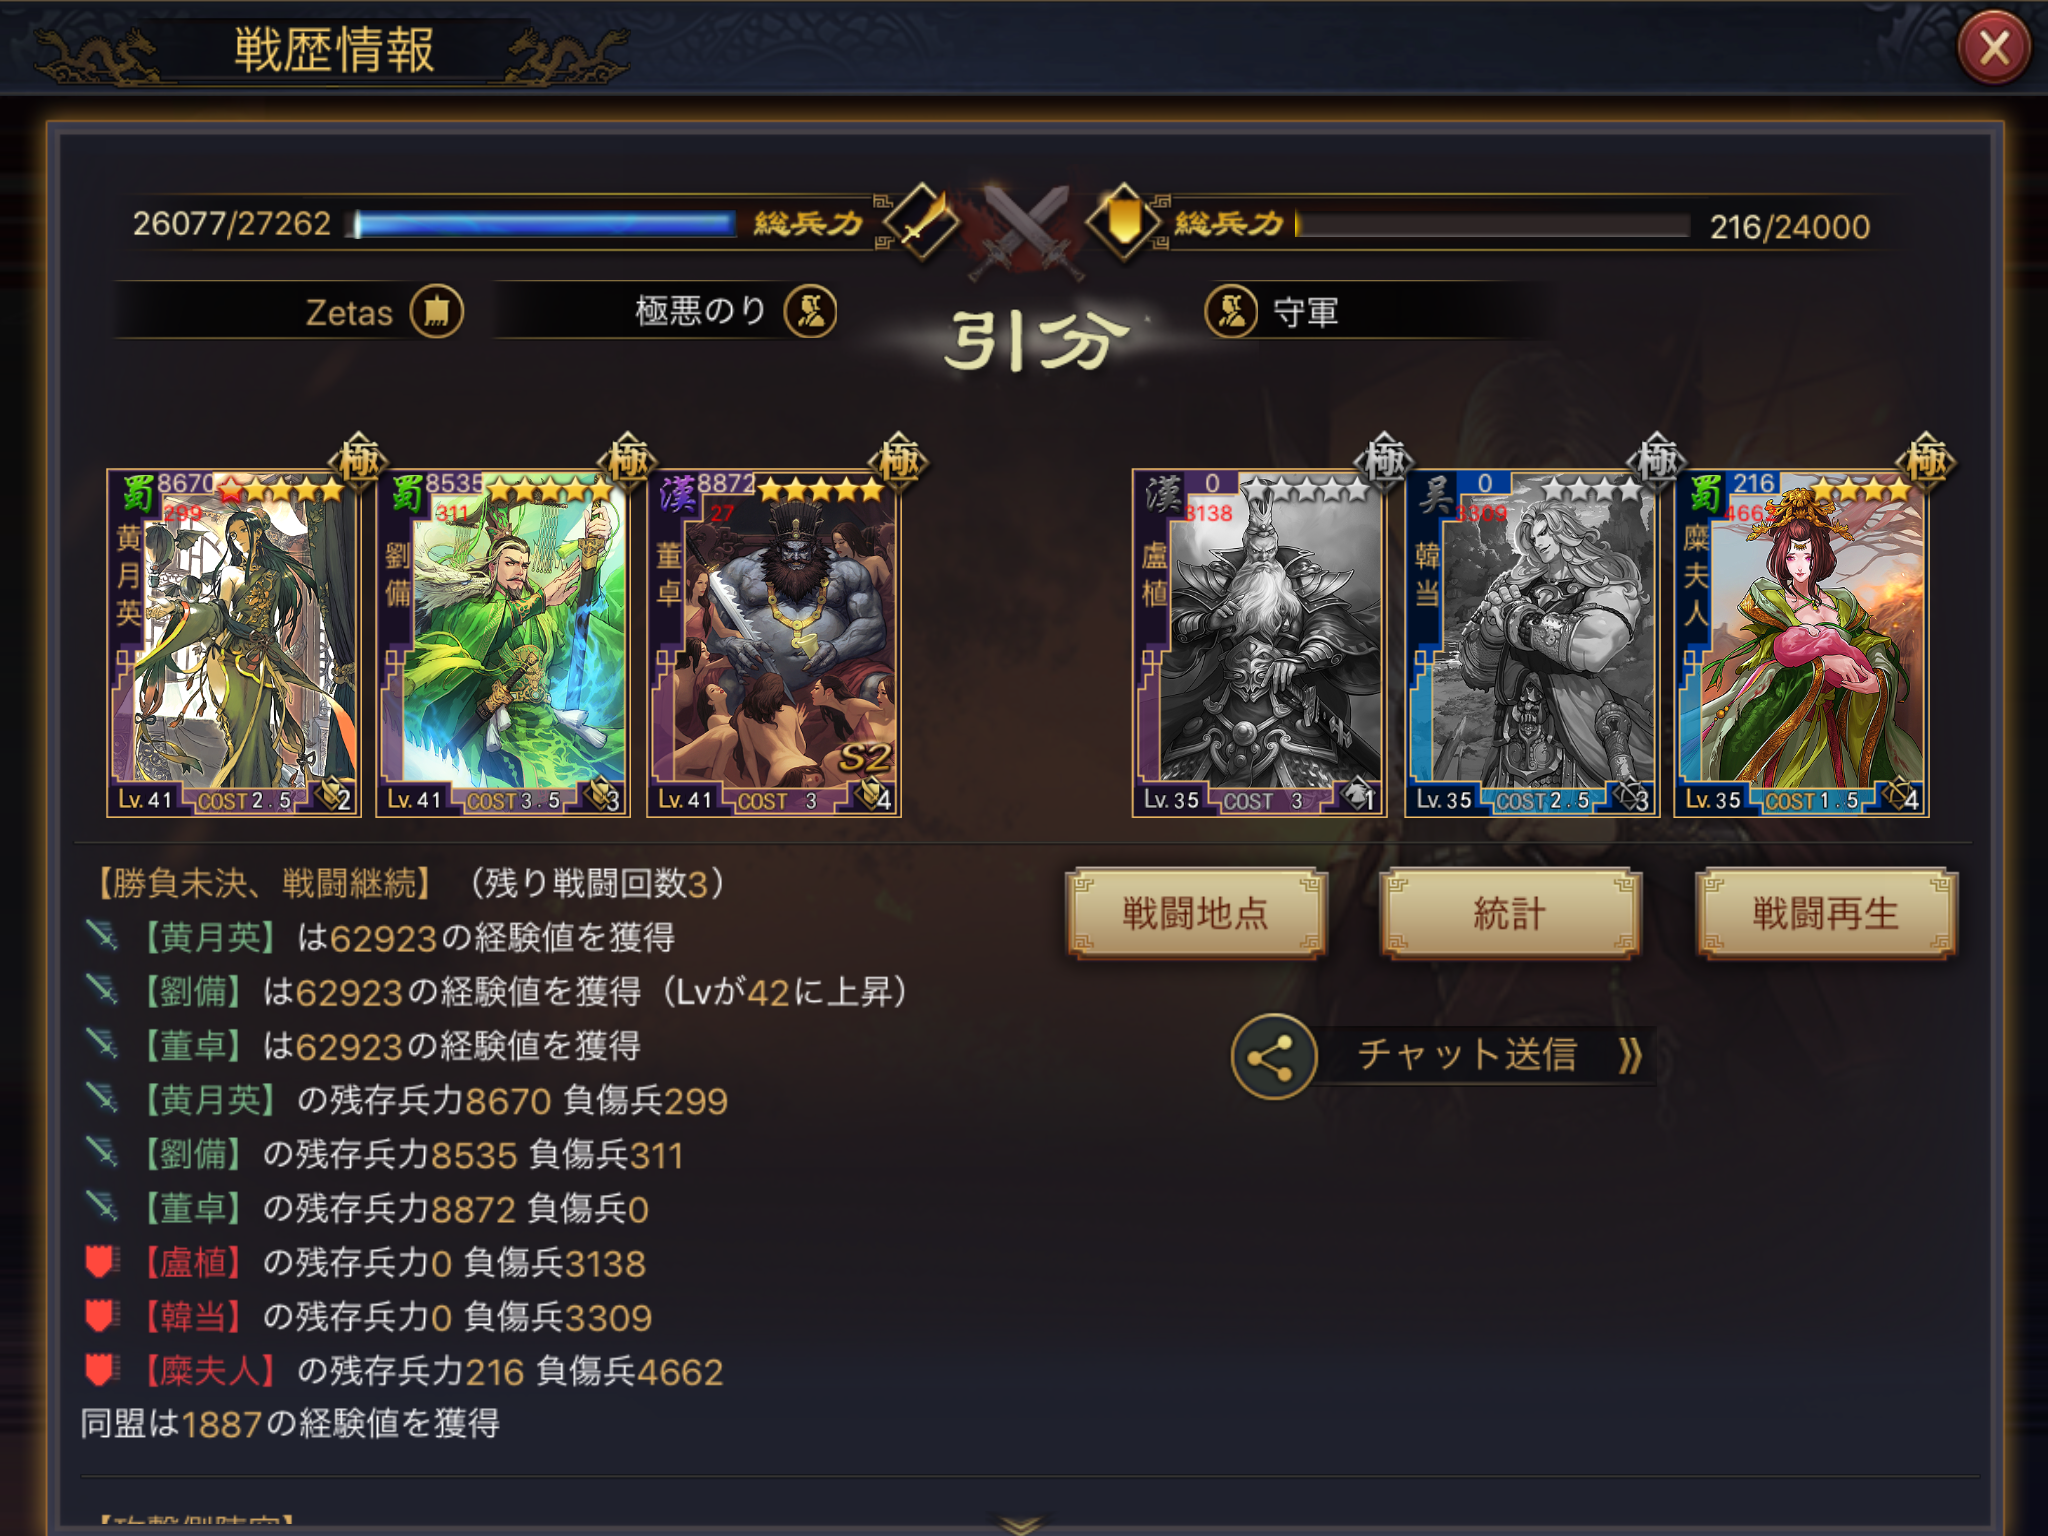 戦歴情報
26077/27262 総兵力 総兵力 216/24000
Zetas 極悪のり 守軍
引分
極 極 極 極 極 極
蜀 8670 蜀 8535 漢 8872 漢 0 呉 0 蜀 216
299 311 27 3138 3309 4662
黄月英 劉備 董卓 盧植 韓当 糜夫人
S2
Lv.41 COST 2.5 2 Lv.41 COST 3.5 3 Lv.41 COST 3 4 Lv.35 COST 3 1 Lv.35 COST 2.5 3 Lv.35 COST 1.5 4
【勝負未決、戦闘継続】（残り戦闘回数3）
戦闘地点 統計 戦闘再生
【黄月英】は62923の経験値を獲得
【劉備】は62923の経験値を獲得（Lvが42に上昇）
【董卓】は62923の経験値を獲得
チャット送信
【黄月英】の残存兵力8670 負傷兵299
【劉備】の残存兵力8535 負傷兵311
【董卓】の残存兵力8872 負傷兵0
【盧植】の残存兵力0 負傷兵3138
【韓当】の残存兵力0 負傷兵3309
【糜夫人】の残存兵力216 負傷兵4662
同盟は1887の経験値を獲得